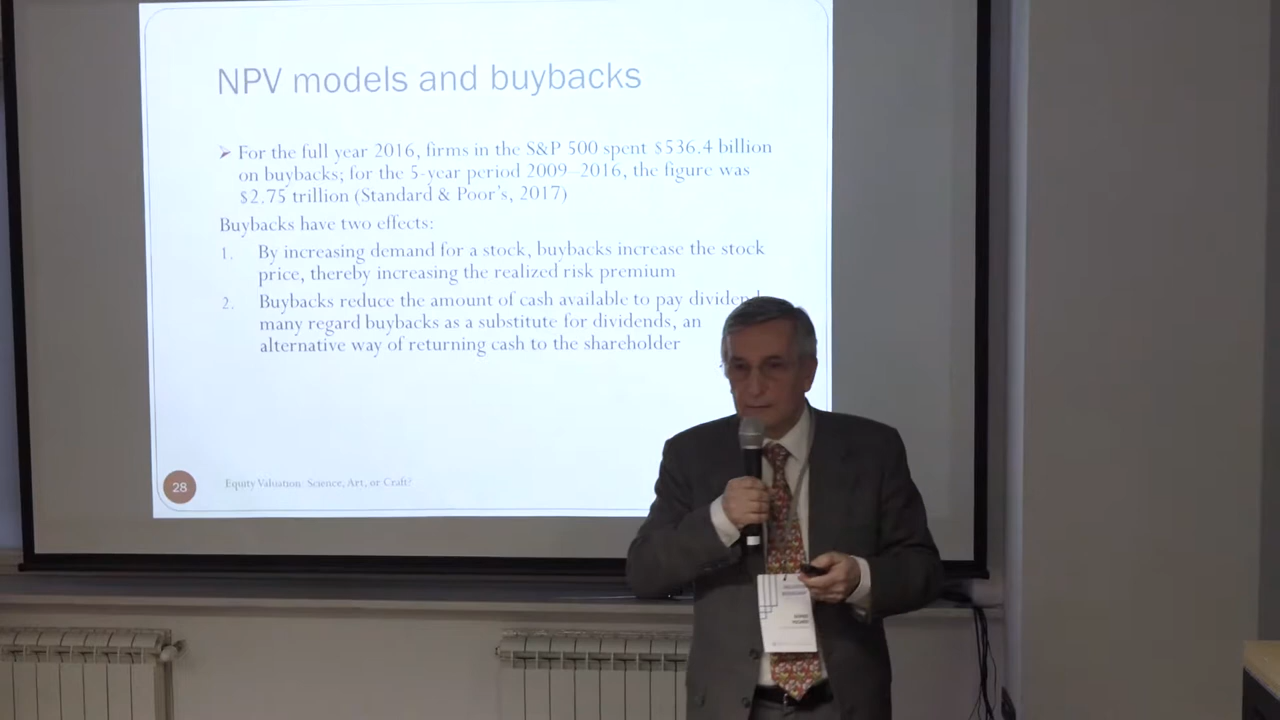 NPV models and buybacks
➢ For the full year 2016, firms in the S&P 500 spent $536.4 billion
on buybacks; for the 5-year period 2009–2016, the figure was
$2.75 trillion (Standard & Poor's, 2017)
Buybacks have two effects:
1. By increasing demand for a stock, buybacks increase the stock
price, thereby increasing the realized risk premium
2. Buybacks reduce the amount of cash available to pay dividend
many regard buybacks as a substitute for dividends, an
alternative way of returning cash to the shareholder
28
Equity Valuation: Science, Art, or Craft?